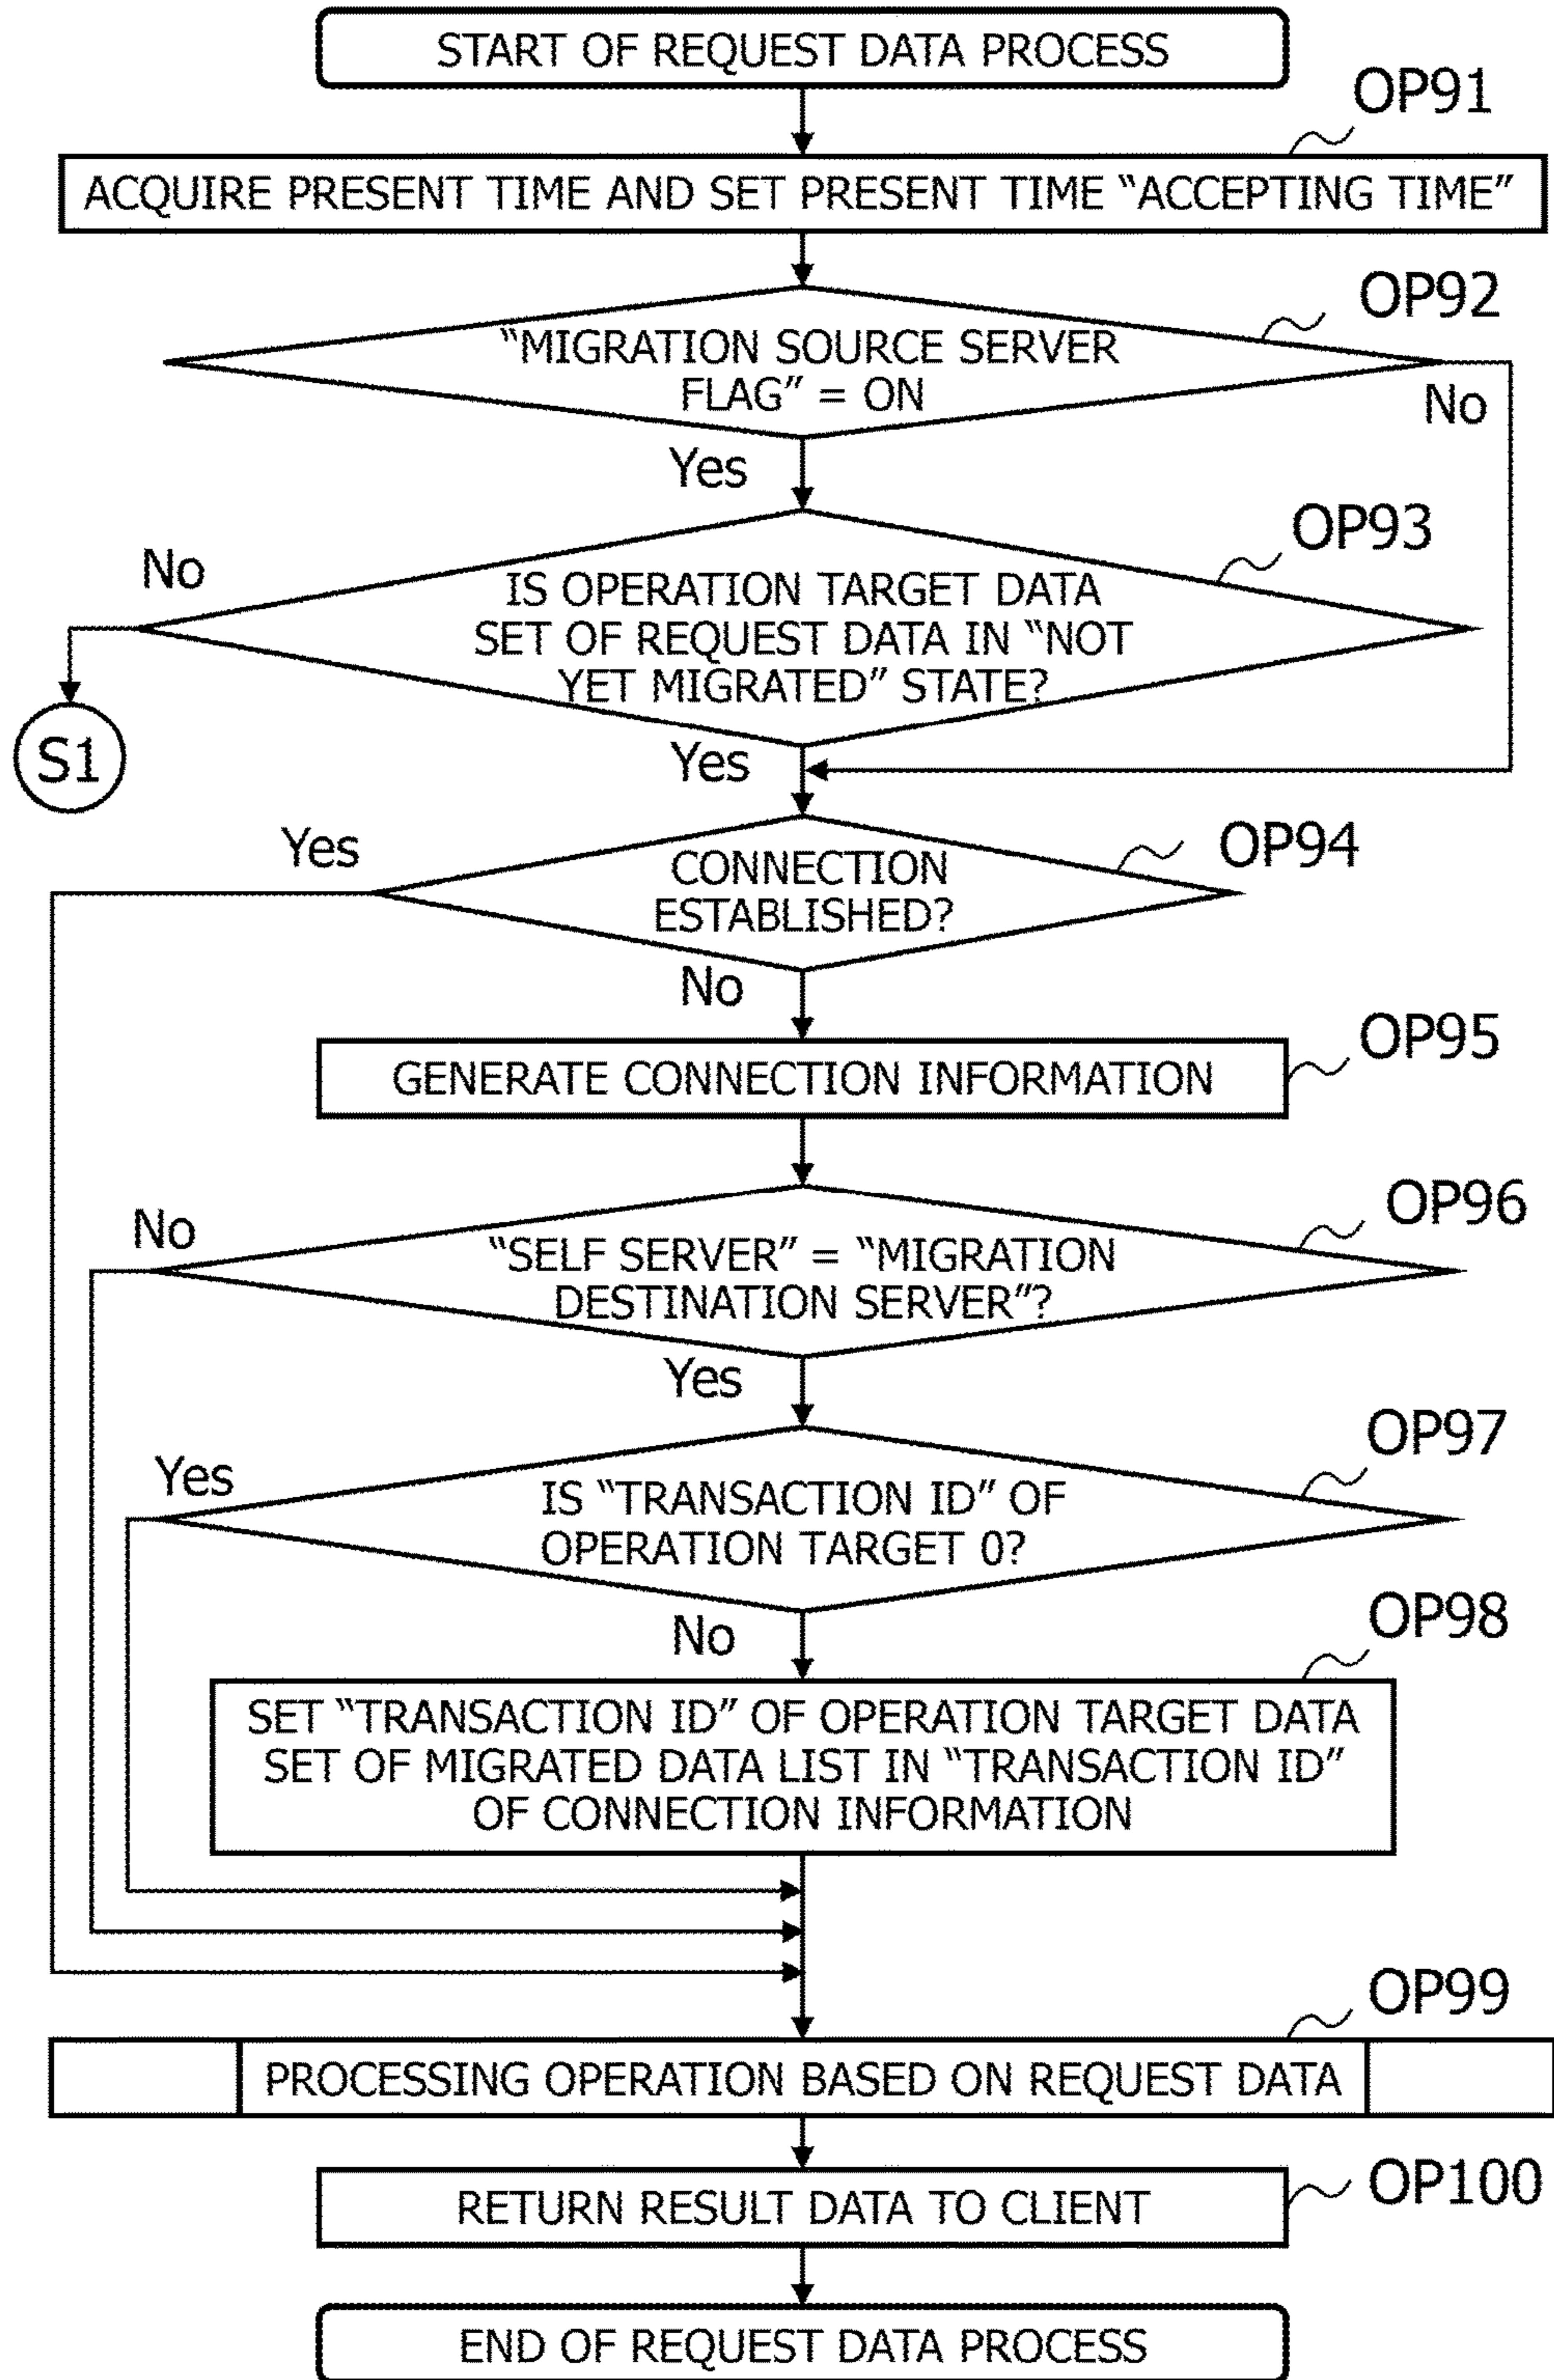 START OF REQUEST DATA PROCESS
OP91
ACQUIRE PRESENT TIME AND SET PRESENT TIME “ACCEPTING TIME”
OP92
“MIGRATION SOURCE SERVER
FLAG” = ON
No
Yes
OP93
No
IS OPERATION TARGET DATA
SET OF REQUEST DATA IN “NOT
YET MIGRATED” STATE?
S1
Yes
OP94
Yes
CONNECTION
ESTABLISHED?
No
OP95
GENERATE CONNECTION INFORMATION
OP96
No
“SELF SERVER” = “MIGRATION
DESTINATION SERVER”?
Yes
OP97
Yes
IS “TRANSACTION ID” OF
OPERATION TARGET 0?
No
OP98
SET “TRANSACTION ID” OF OPERATION TARGET DATA
SET OF MIGRATED DATA LIST IN “TRANSACTION ID”
OF CONNECTION INFORMATION
OP99
PROCESSING OPERATION BASED ON REQUEST DATA
OP100
RETURN RESULT DATA TO CLIENT
END OF REQUEST DATA PROCESS